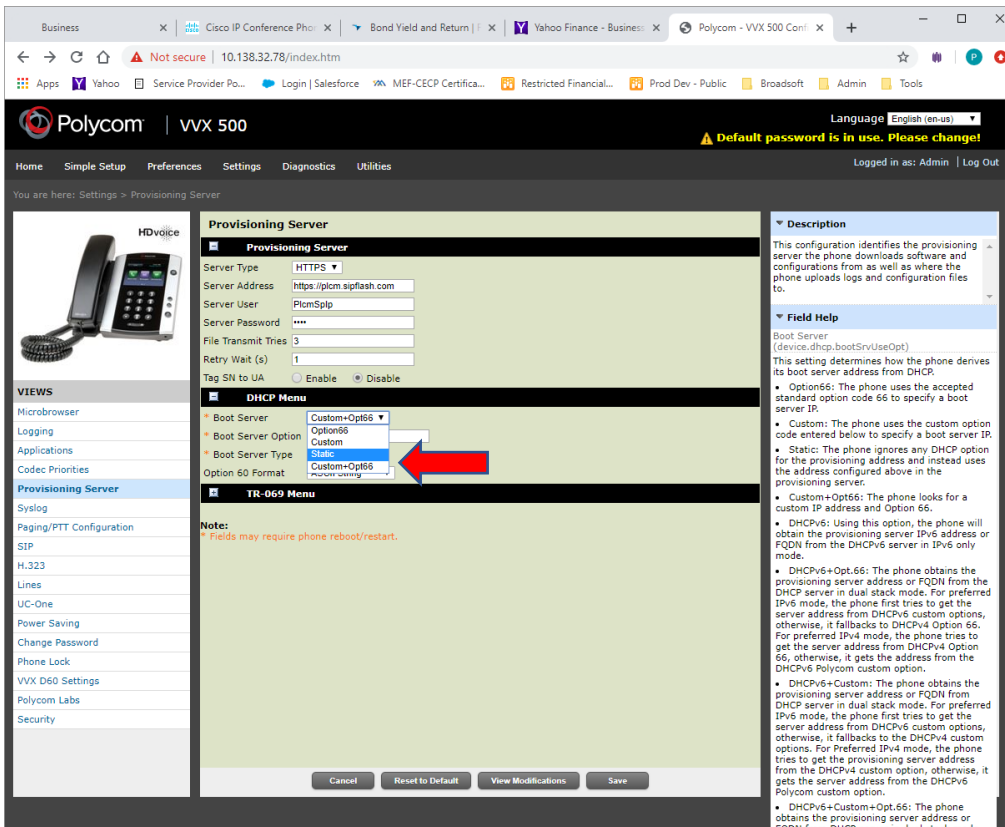 Business
Cisco IP Conference Phon
Bond Yield and Return | F
Yahoo Finance - Business
Polycom - VVX 500 Confi
Not secure | 10.138.32.78/index.htm
Apps
Yahoo
Service Provider Po...
Login | Salesforce
MEF-CECP Certifica...
Restricted Financial...
Prod Dev - Public
Broadsoft
Admin
Tools
P
Polycom | VVX 500
Language English (en-us)
Default password is in use. Please change!
Home Simple Setup Preferences Settings Diagnostics Utilities
Logged in as: Admin | Log Out
You are here: Settings > Provisioning Server
HDvoice
VIEWS
Microbrowser
Logging
Applications
Codec Priorities
Provisioning Server
Syslog
Paging/PTT Configuration
SIP
H.323
Lines
UC-One
Power Saving
Change Password
Phone Lock
VVX D60 Settings
Polycom Labs
Security
Provisioning Server
Provisioning Server
Server Type HTTPS
Server Address https://plcm.sipflash.com
Server User PlcmSpIp
Server Password ••••
File Transmit Tries 3
Retry Wait (s) 1
Tag SN to UA Enable Disable
DHCP Menu
* Boot Server Custom+Opt66
Option66
* Boot Server Option
Custom
* Boot Server Type
Static
Custom+Opt66
Option 60 Format ASCII String
TR-069 Menu
Note:
* Fields may require phone reboot/restart.
Cancel Reset to Default View Modifications Save
Description
This configuration identifies the provisioning
server the phone downloads software and
configurations from as well as where the
phone uploads logs and configuration files
to.
Field Help
Boot Server
(device.dhcp.bootSrvUseOpt)
This setting determines how the phone derives
its boot server address from DHCP.
• Option66: The phone uses the accepted
standard option code 66 to specify a boot
server IP.
• Custom: The phone uses the custom option
code entered below to specify a boot server IP.
• Static: The phone ignores any DHCP option
for the provisioning address and instead uses
the address configured above in the
provisioning server.
• Custom+Opt66: The phone looks for a
custom IP address and Option 66.
• DHCPv6: Using this option, the phone will
obtain the provisioning server IPv6 address or
FQDN from the DHCPv6 server in IPv6 only
mode.
• DHCPv6+Opt.66: The phone obtains the
provisioning server address or FQDN from the
DHCP server in dual stack mode. For preferred
IPv6 mode, the phone first tries to get the
server address from DHCPv6 custom options,
otherwise, it fallbacks to DHCPv4 Option 66.
For preferred IPv4 mode, the phone tries to
get the server address from DHCPv4 Option
66, otherwise, it gets the address from the
DHCPv6 Polycom custom option.
• DHCPv6+Custom: The phone obtains the
provisioning server address or FQDN from
DHCP server in dual stack mode. For preferred
IPv6 mode, the phone first tries to get the
server address from DHCPv6 custom options,
otherwise, it fallbacks to the DHCPv4 custom
options. For Preferred IPv4 mode, the phone
tries to get the provisioning server address
from the DHCPv4 custom option, otherwise, it
gets the server address from the DHCPv6
Polycom custom option.
• DHCPv6+Custom+Opt.66: The phone
obtains the provisioning server address or